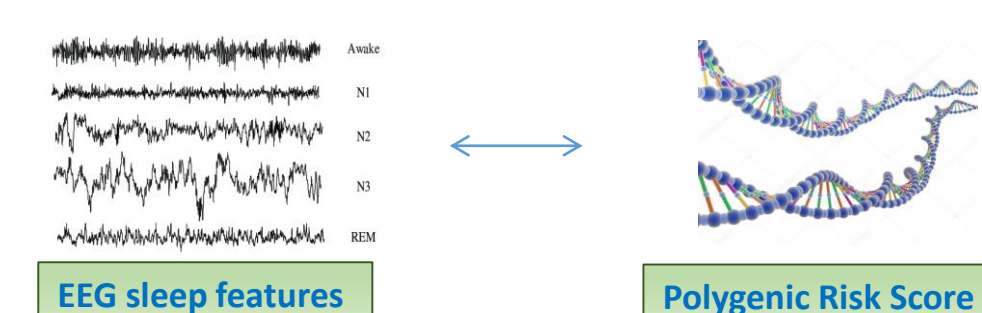 Awake
N1
N2
N3
REM
EEG sleep features
Polygenic Risk Score